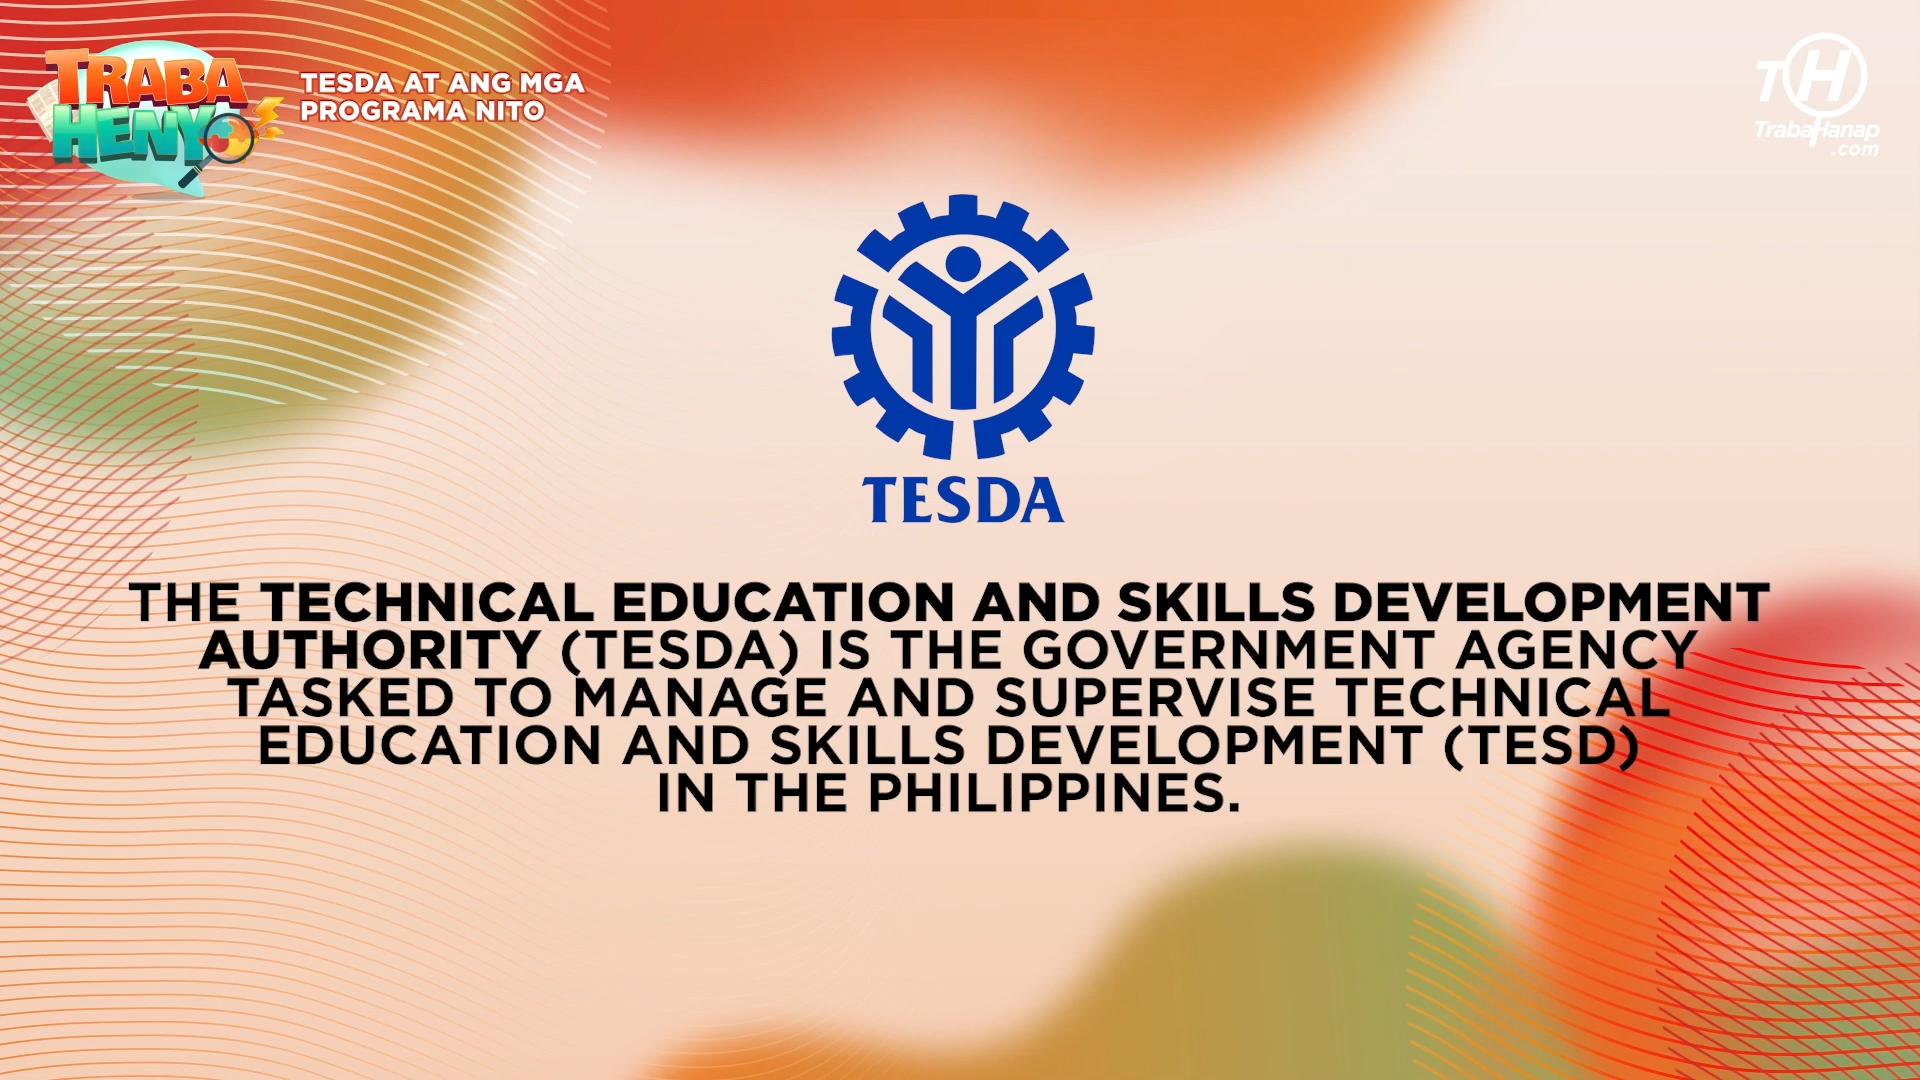 TRABA
HENYO
TESDA AT ANG MGA
PROGRAMA NITO
TH
TrabaHanap
.com
TESDA
THE TECHNICAL EDUCATION AND SKILLS DEVELOPMENT
AUTHORITY (TESDA) IS THE GOVERNMENT AGENCY
TASKED TO MANAGE AND SUPERVISE TECHNICAL
EDUCATION AND SKILLS DEVELOPMENT (TESD)
IN THE PHILIPPINES.